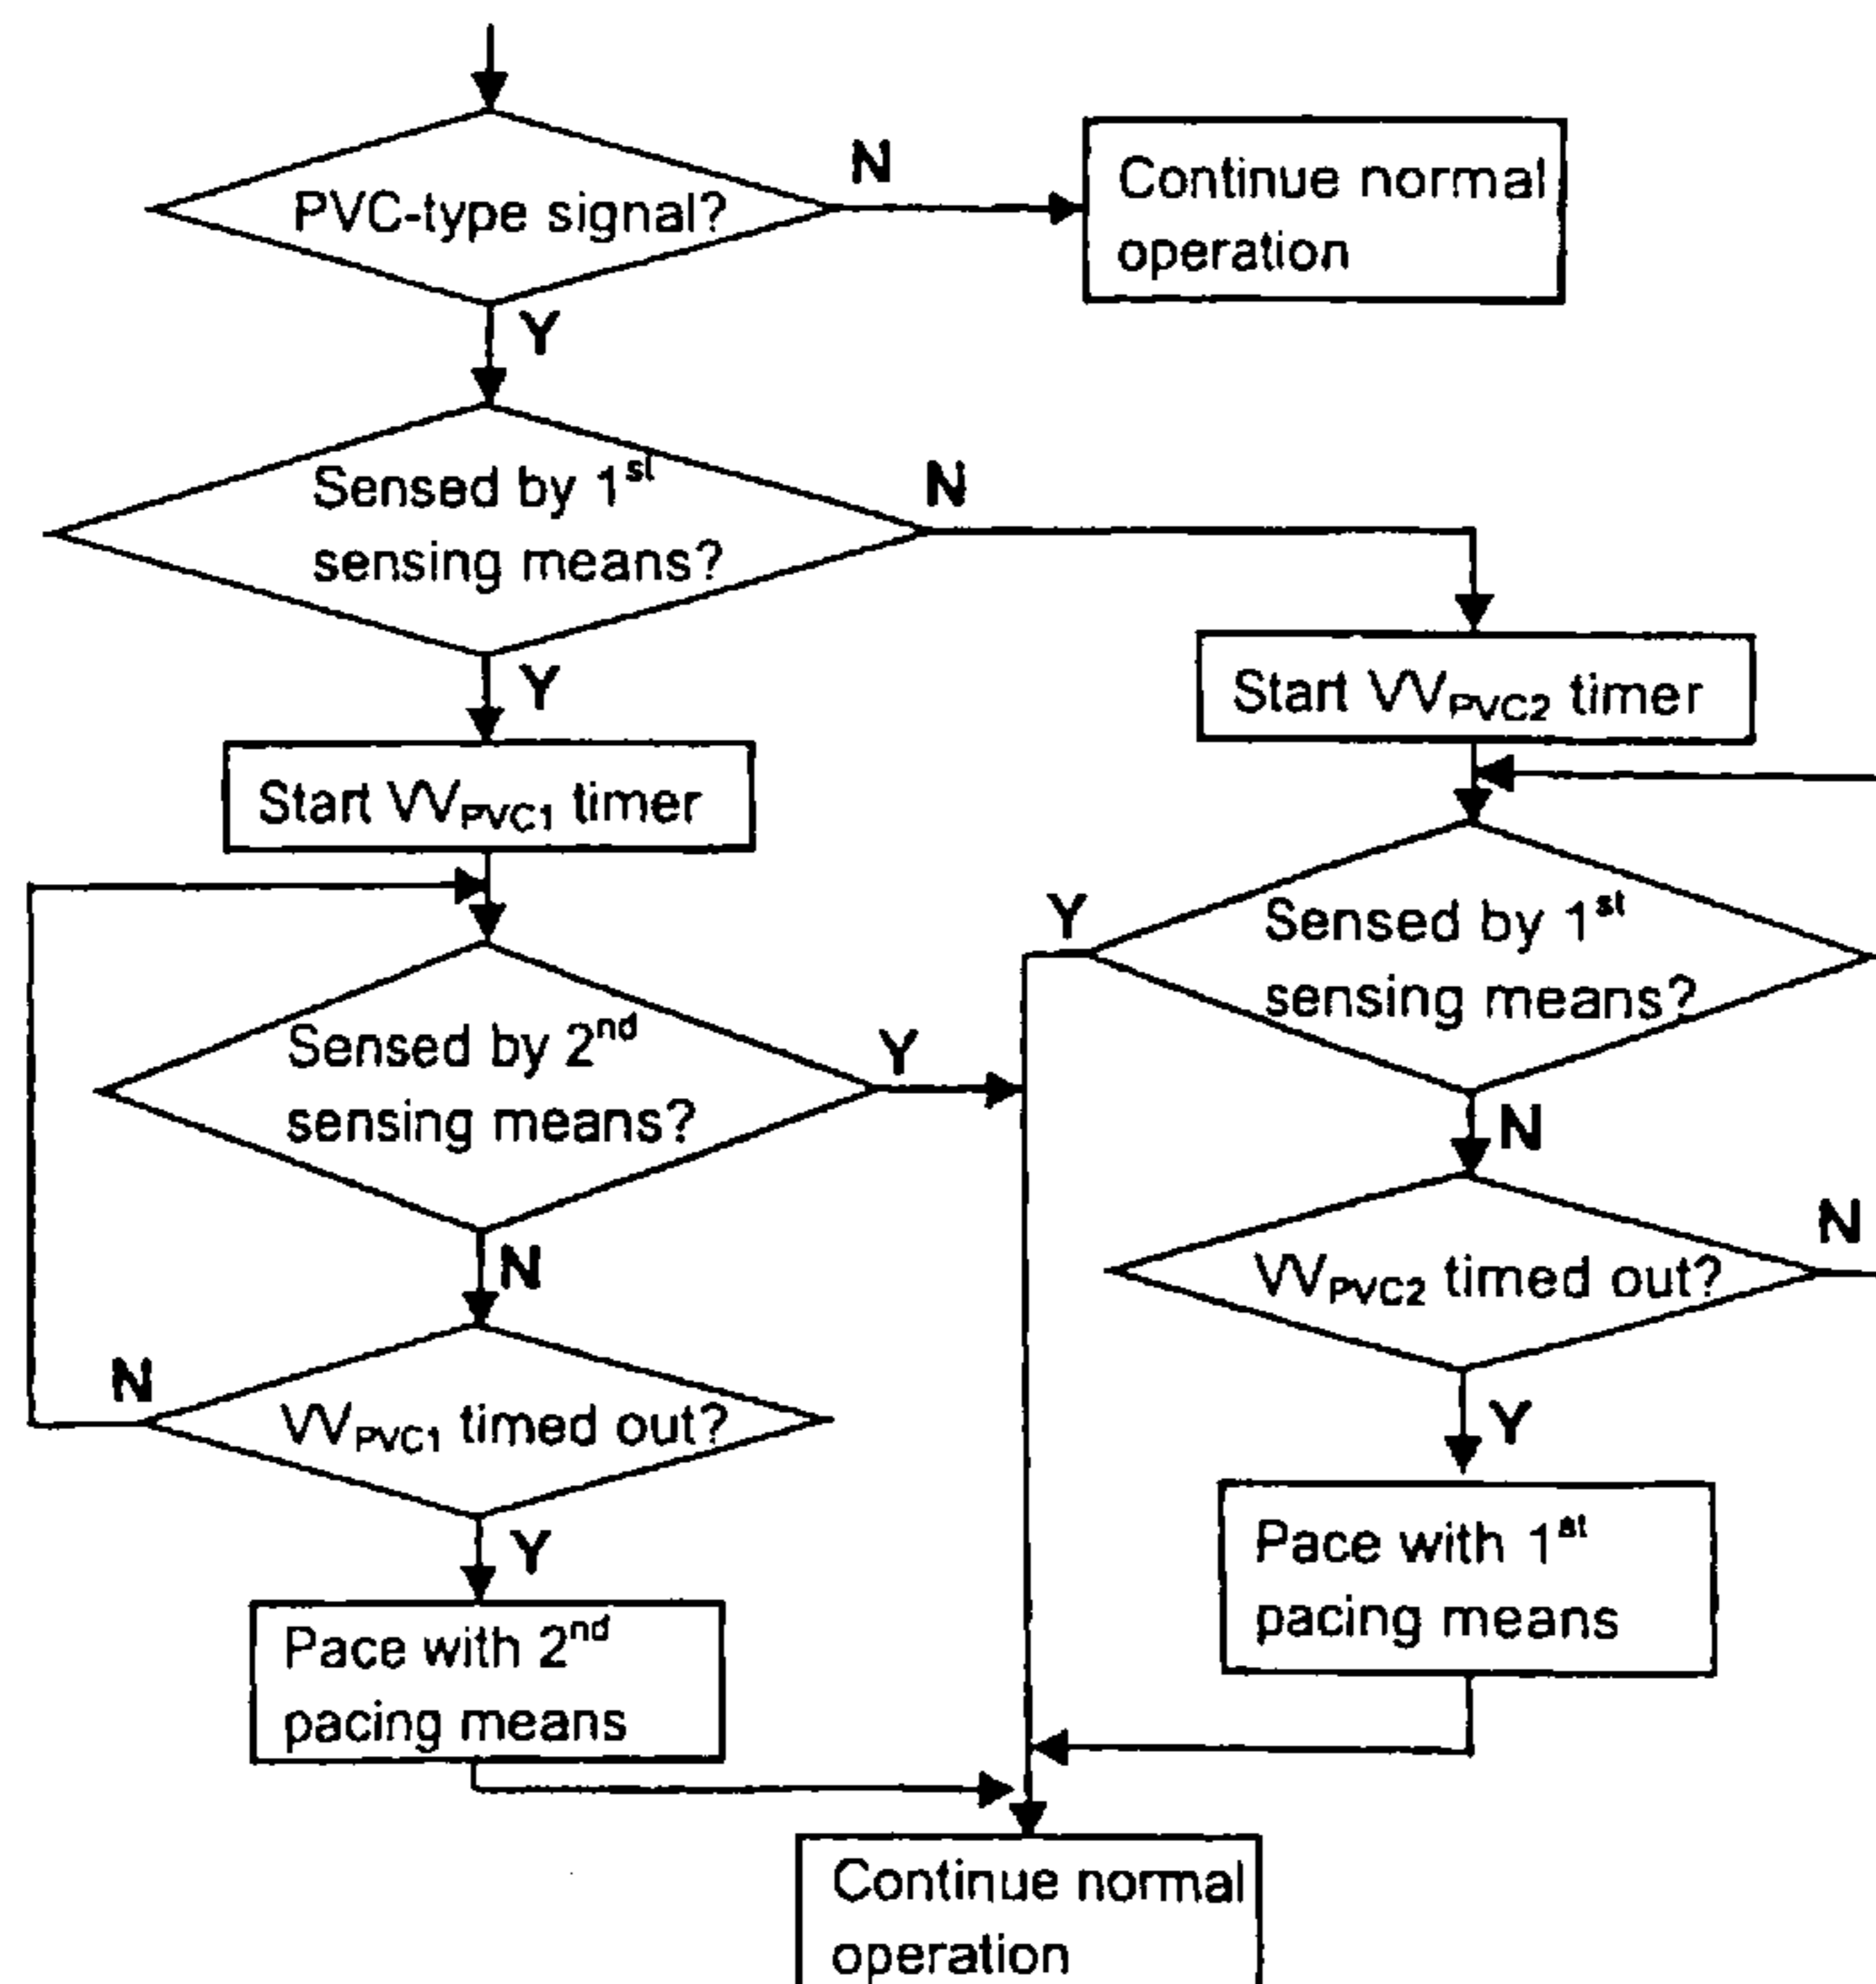 PVC-type signal?
N
Continue normal
operation
Y
Sensed by 1st
sensing means?
N
Y
Start VVPVC2 timer
Start VVPVC1 timer
Sensed by 1st
sensing means?
Y
Sensed by 2nd
sensing means?
Y
N
N
VVPVC2 timed out?
N
VVPVC1 timed out?
N
Y
Pace with 1st
pacing means
Y
Pace with 2nd
pacing means
Continue normal
operation